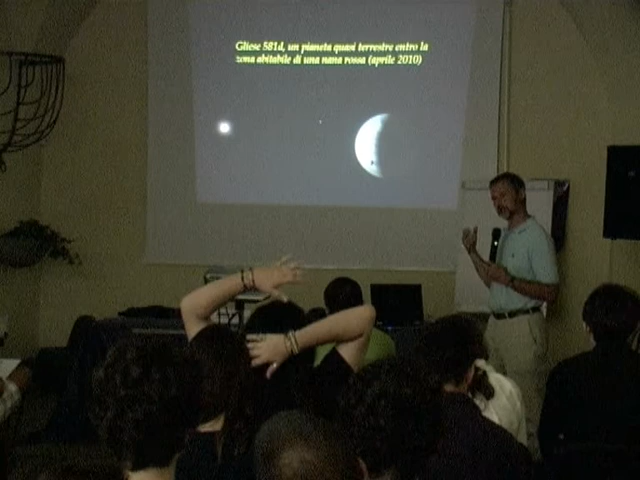 Gliese 581d, un pianeta quasi terrestre entro la
zona abitabile di una nana rossa (aprile 2010)